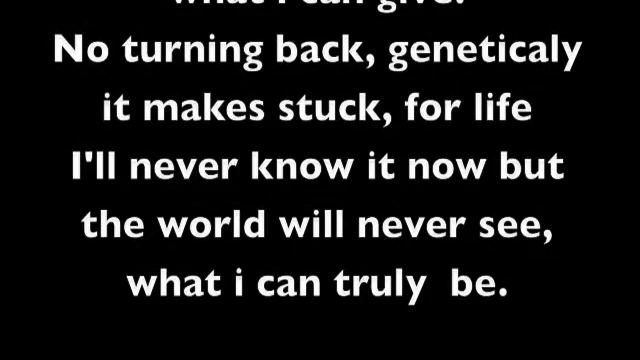 what i can give.
No turning back, geneticaly
it makes stuck, for life
I'll never know it now but
the world will never see,
what i can truly  be.